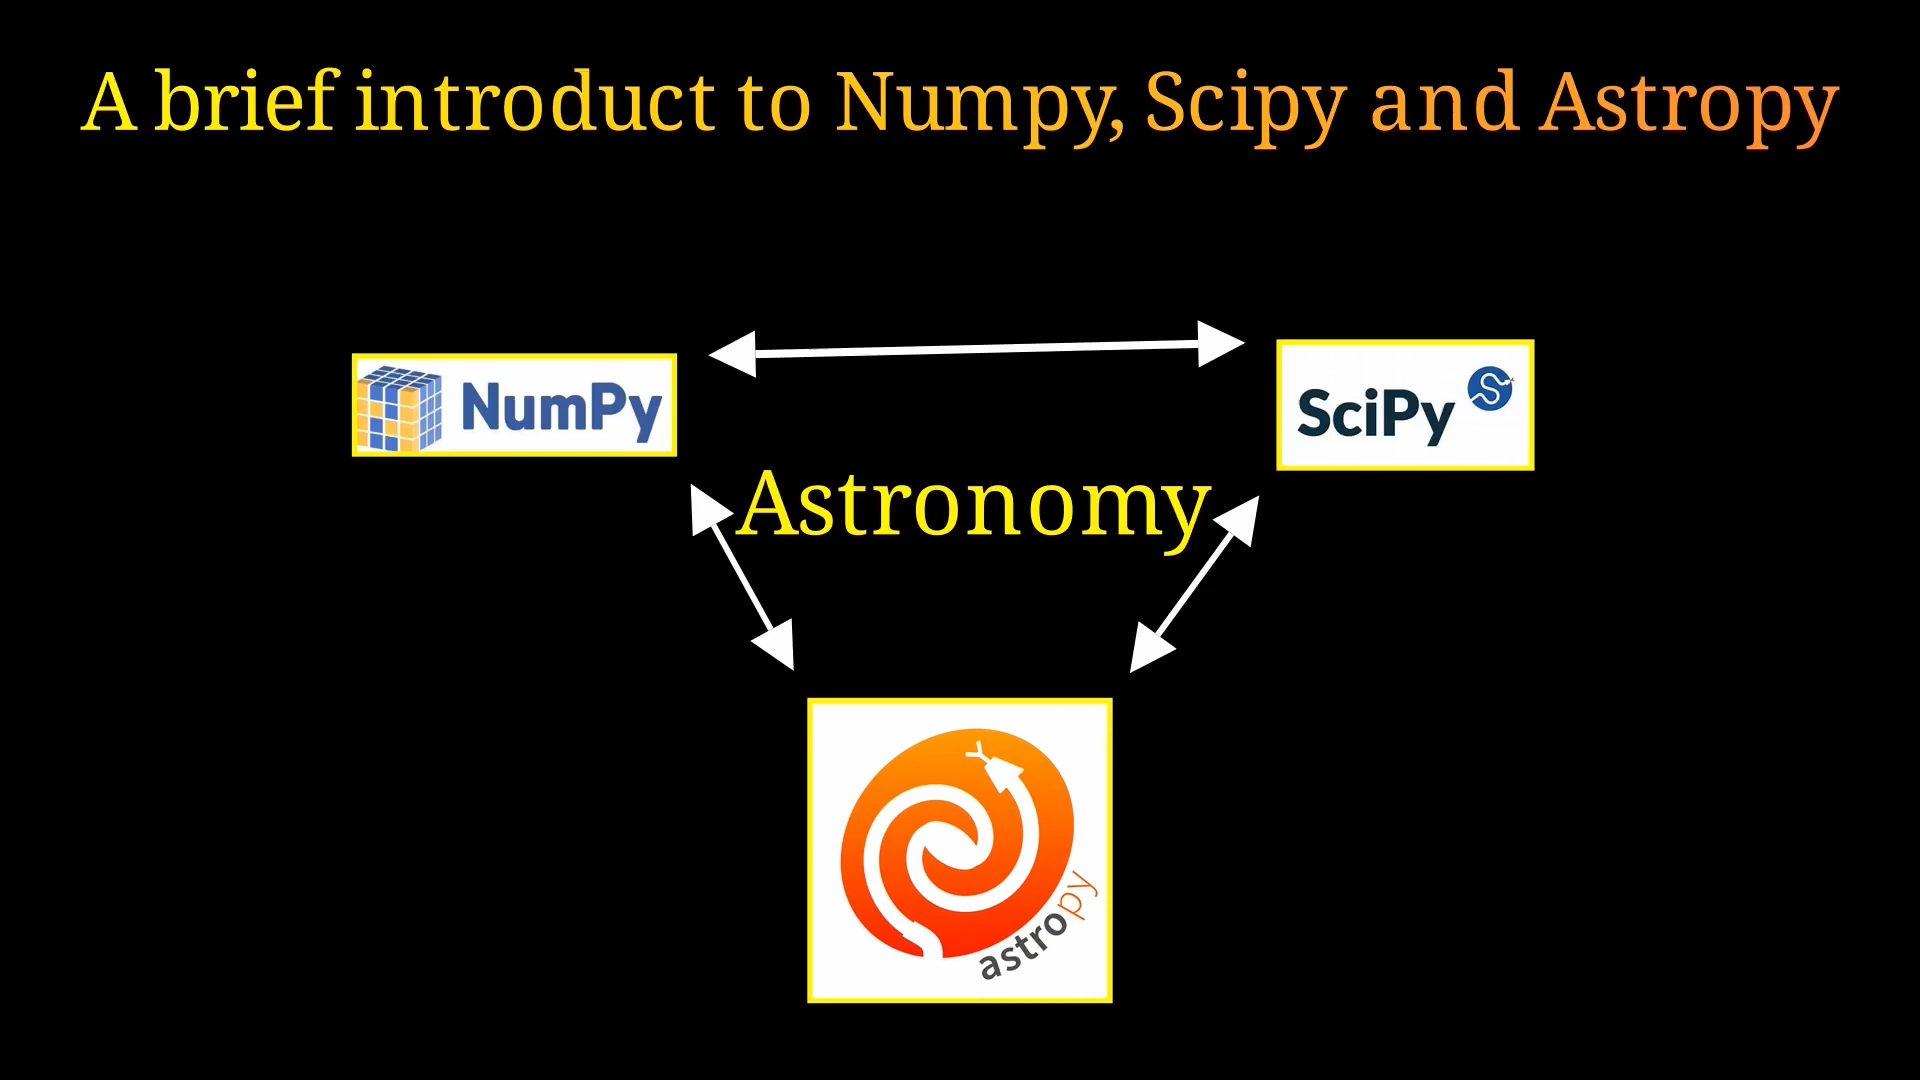 A brief introduct to Numpy, Scipy and Astropy
NumPy
SciPy
Astronomy
astropy